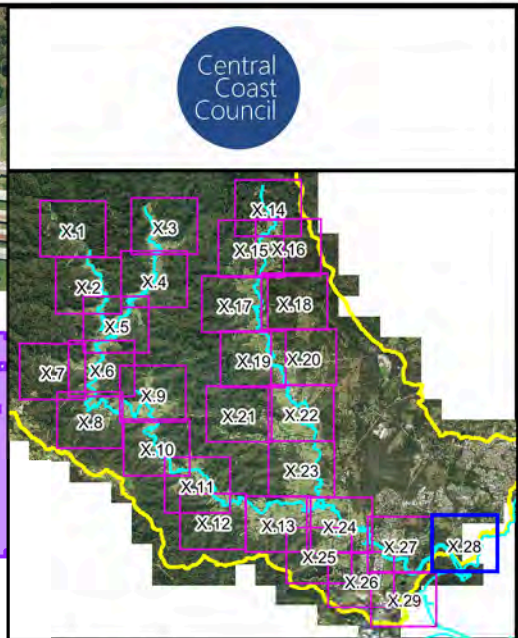 Central
Coast
Council
X.1
X.3
X.14
X.15
X.16
X.2
X.4
X.5
X.17
X.18
X.7
X.6
X.19
X.20
X.9
X.8
X.21
X.22
X.10
X.23
X.11
X.12
X.13
X.24
X.27
X.28
X.25
X.26
X.29